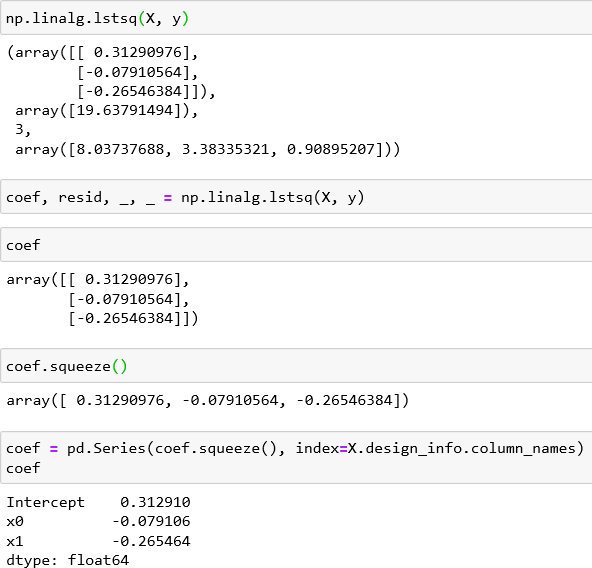 np.linalg.lstsq(X, y)
(array([[ 0.31290976],
        [-0.07910564],
        [-0.26546384]]),
 array([19.63791494]),
 3,
 array([8.03737688, 3.38335321, 0.90895207]))
coef, resid, _, _ = np.linalg.lstsq(X, y)
coef
array([[ 0.31290976],
       [-0.07910564],
       [-0.26546384]])
coef.squeeze()
array([ 0.31290976, -0.07910564, -0.26546384])
coef = pd.Series(coef.squeeze(), index=X.design_info.column_names)
coef
Intercept    0.312910
x0          -0.079106
x1          -0.265464
dtype: float64